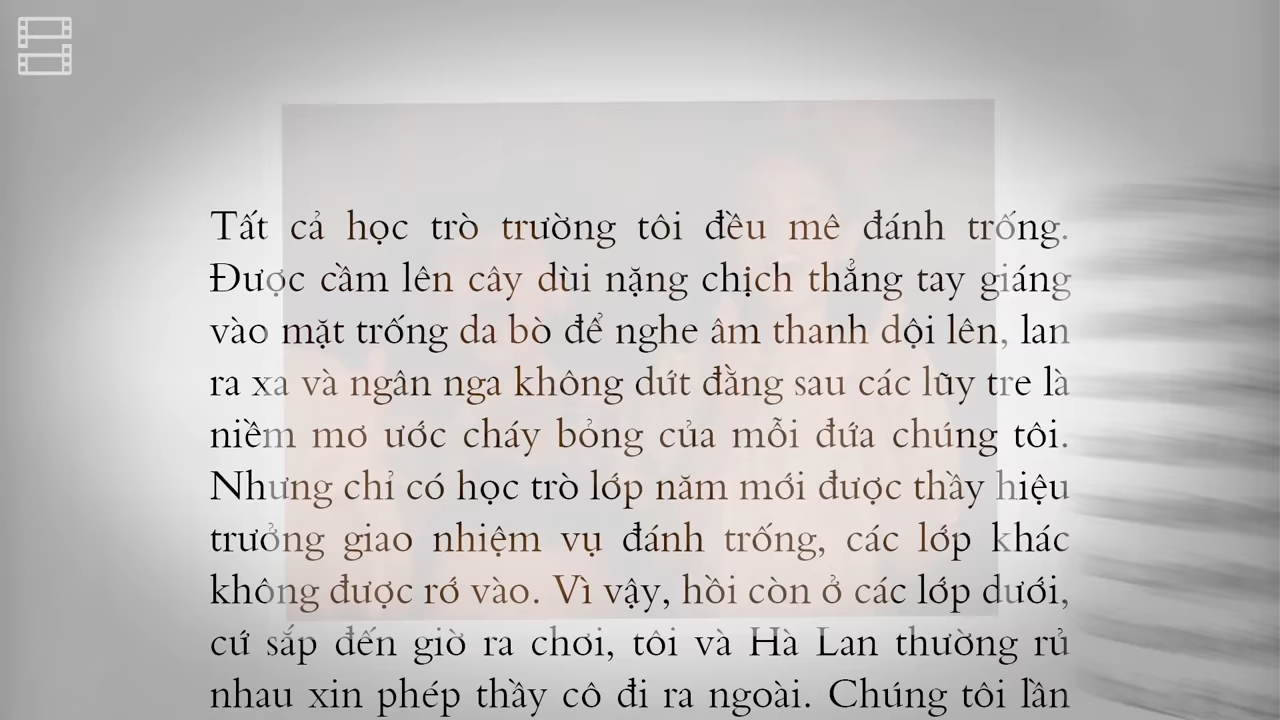 Tất cả học trò trường tôi đều mê đánh trống.
Được cầm lên cây dùi nặng chịch thẳng tay giáng
vào mặt trống da bò để nghe âm thanh dội lên, lan
ra xa và ngân nga không dứt đằng sau các lũy tre là
niềm mơ ước cháy bỏng của mỗi đứa chúng tôi.
Nhưng chỉ có học trò lớp năm mới được thầy hiệu
trưởng giao nhiệm vụ đánh trống, các lớp khác
không được rớ vào. Vì vậy, hồi còn ở các lớp dưới,
cứ sắp đến giờ ra chơi, tôi và Hà Lan thường rủ
nhau xin phép thầy cô đi ra ngoài. Chúng tôi lần